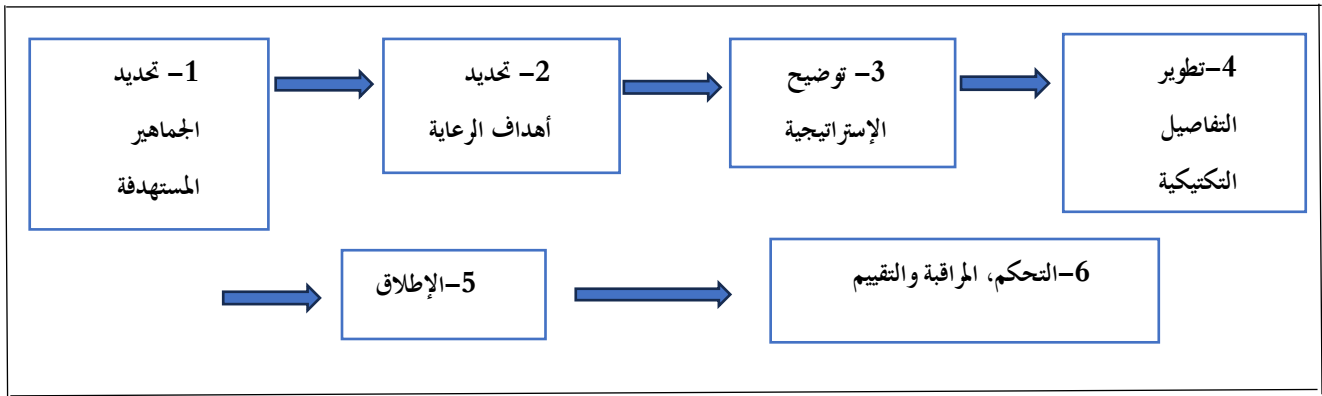 1- تحديد
الجماهير
المستهدفة
2- تحديد
أهداف الرعاية
3- توضيح
الإستراتيجية
4-تطوير
التفاصيل
التكتيكية
5-الإطلاق
6-التحكم، المراقبة والتقييم